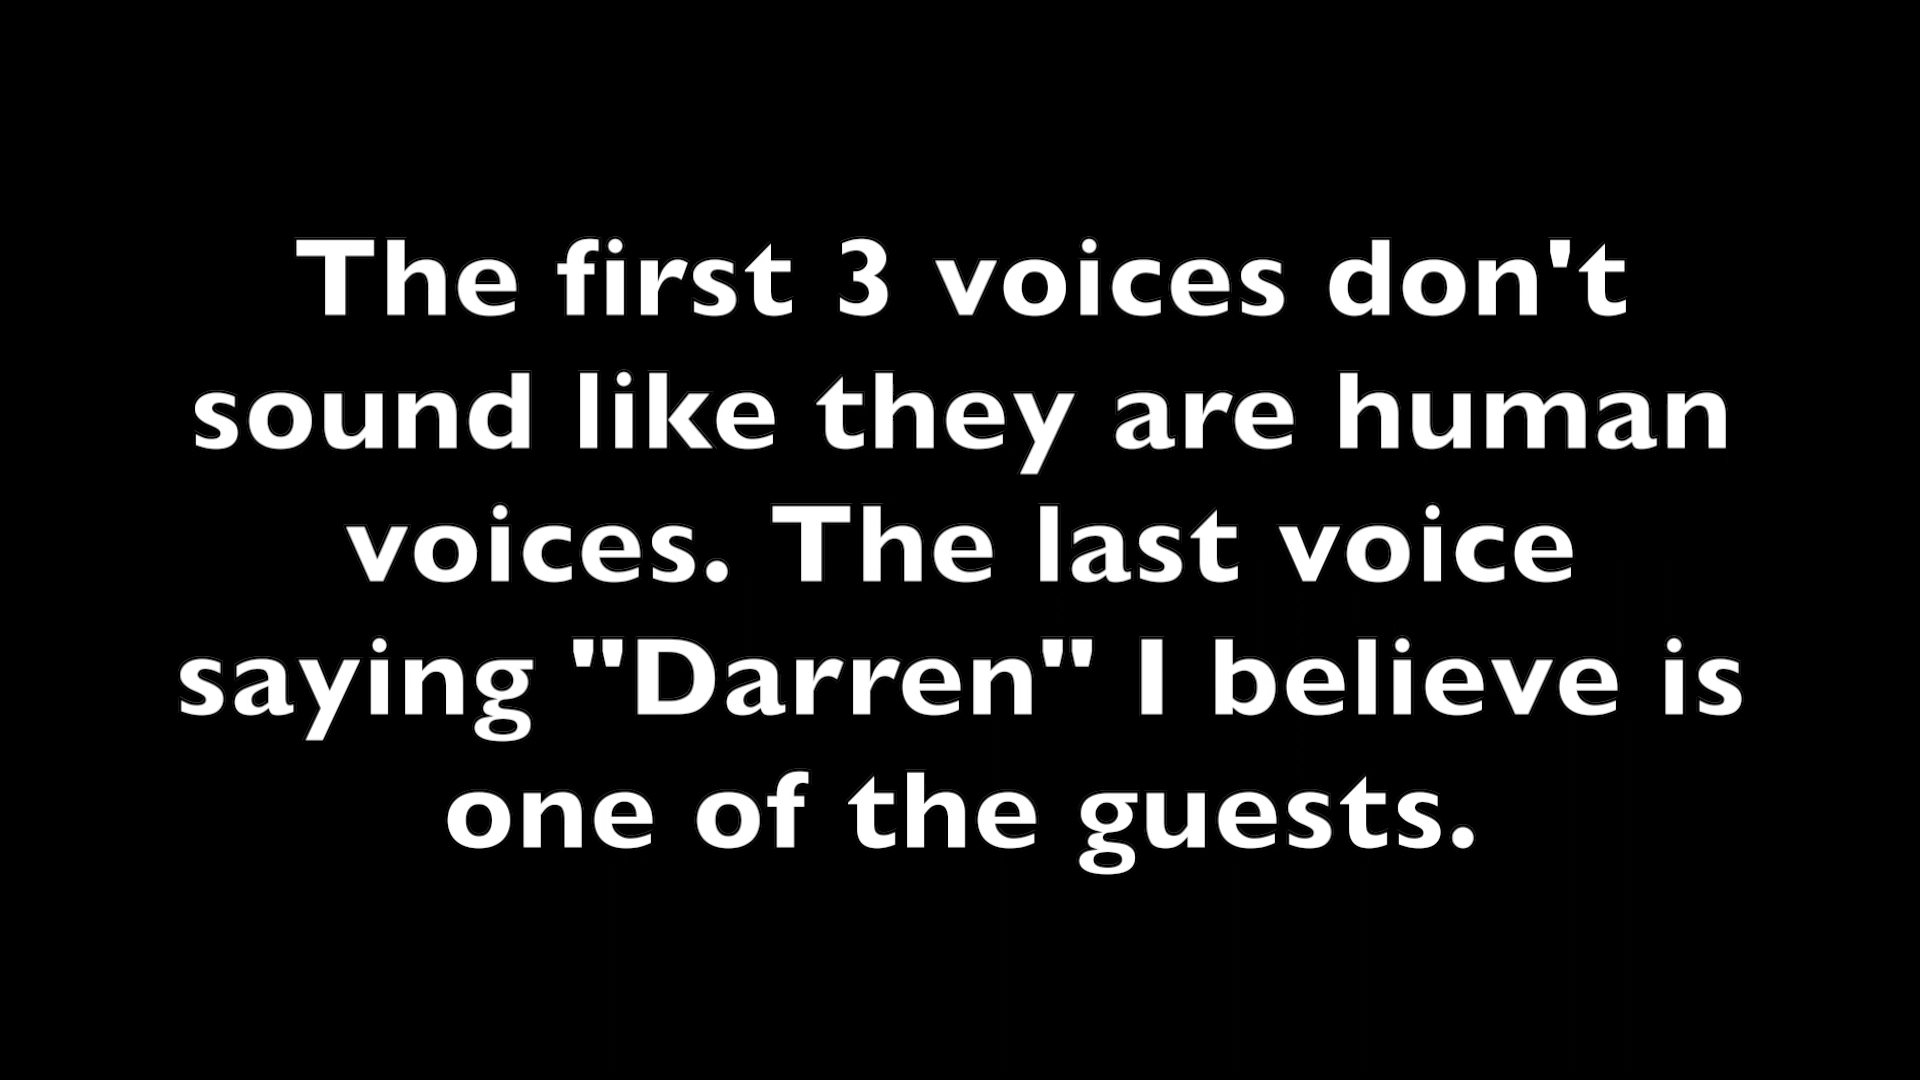 The first 3 voices don't
sound like they are human
voices. The last voice
saying "Darren" I believe is
one of the guests.